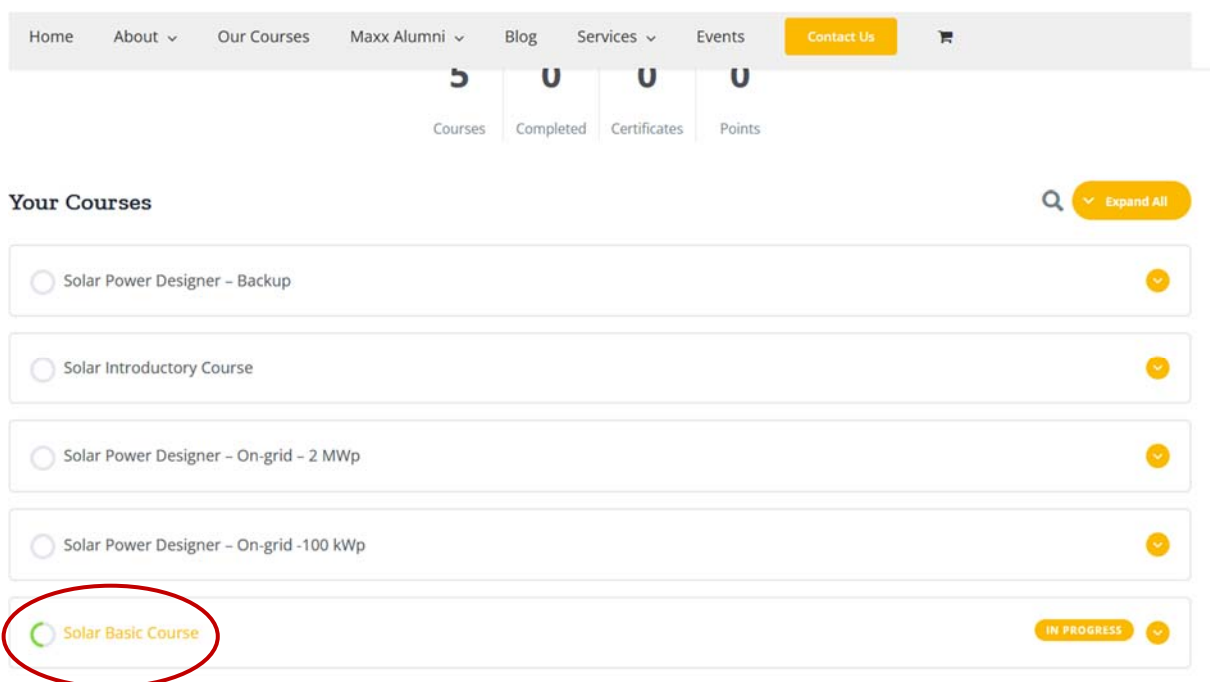 Home About Our Courses Maxx Alumni Blog Services Events Contact Us
5 0 0 0
Courses Completed Certificates Points
Your Courses
Expand All
Solar Power Designer – Backup
Solar Introductory Course
Solar Power Designer – On-grid – 2 MWp
Solar Power Designer – On-grid -100 kWp
Solar Basic Course IN PROGRESS